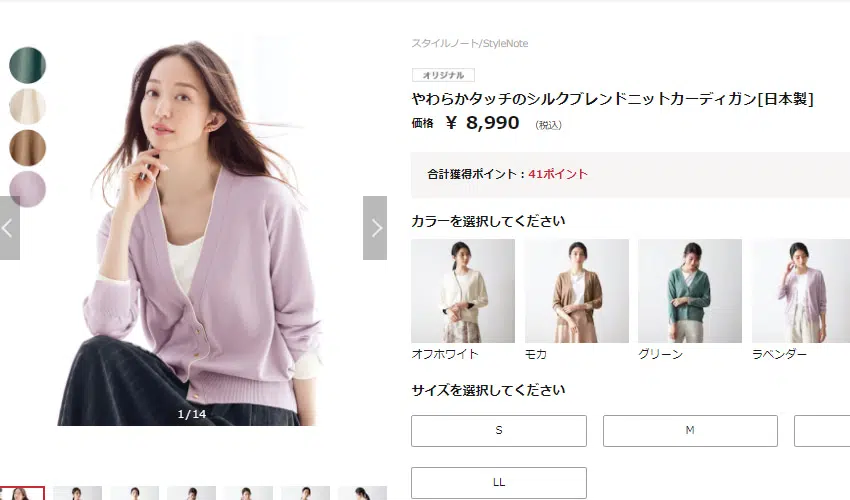 スタイルノート/StyleNote
オリジナル
やわらかタッチのシルクブレンドニットカーディガン[日本製]
価格 ¥ 8,990 (税込)
合計獲得ポイント：41ポイント
カラーを選択してください
オフホワイト
モカ
グリーン
ラベンダー
サイズを選択してください
1/14
S
M
LL